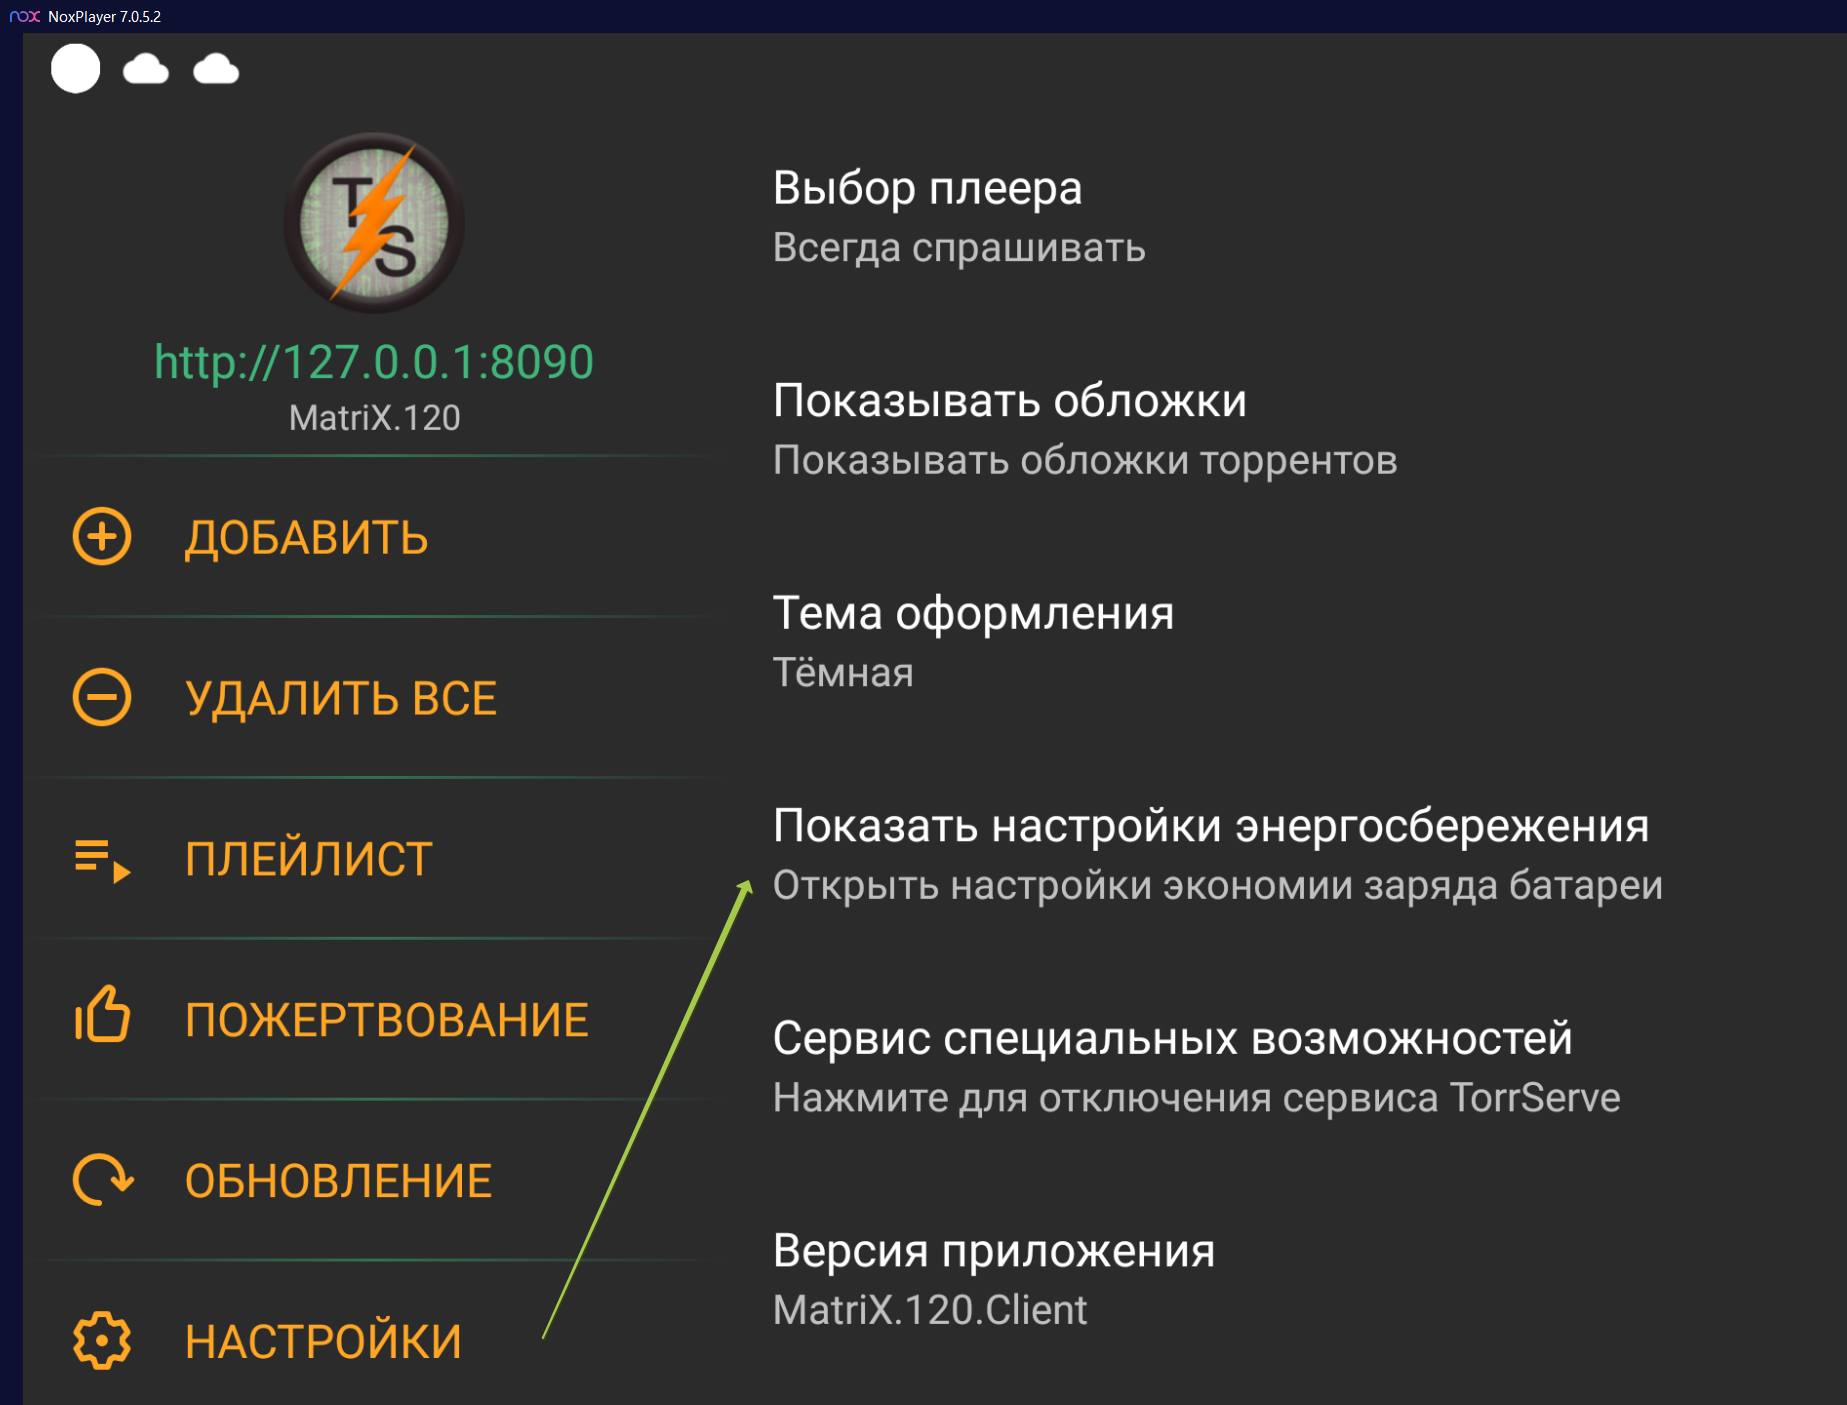 nox NoxPlayer 7.0.5.2
TS
http://127.0.0.1:8090
MatriX.120
ДОБАВИТЬ
УДАЛИТЬ ВСЕ
ПЛЕЙЛИСТ
ПОЖЕРТВОВАНИЕ
ОБНОВЛЕНИЕ
НАСТРОЙКИ
Выбор плеера
Всегда спрашивать
Показывать обложки
Показывать обложки торрентов
Тема оформления
Тёмная
Показать настройки энергосбережения
Открыть настройки экономии заряда батареи
Сервис специальных возможностей
Нажмите для отключения сервиса TorrServe
Версия приложения
MatriX.120.Client